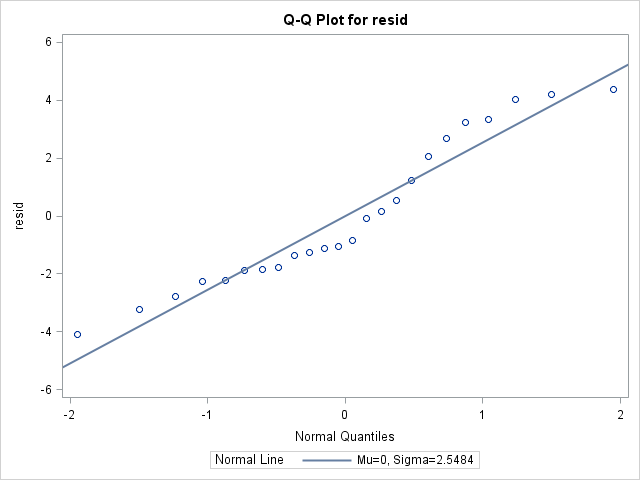 Q-Q Plot for resid
6
4
2
0
-2
-4
-6
resid
-2 -1 0 1 2
Normal Quantiles
Normal Line Mu=0, Sigma=2.5484